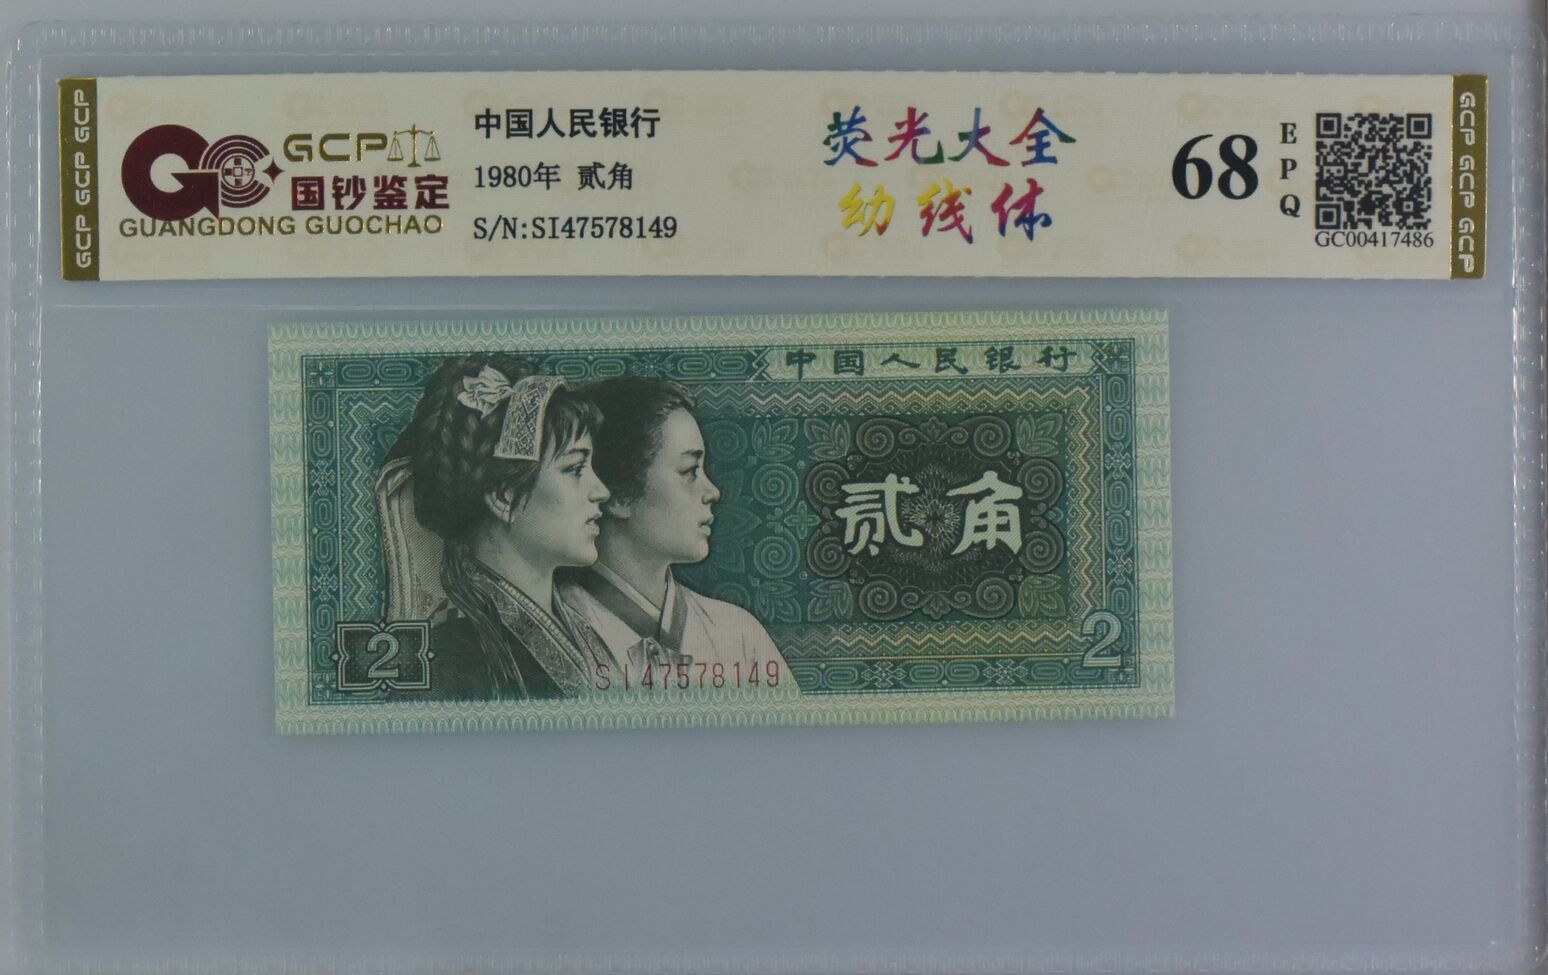 GCP GCP GCP
GCP
国钞鉴定
GUANGDONG GUOCHAO
中国人民银行
1980年 贰角
S/N:SI47578149
荧光大全
幼线体
68
E
P
Q
GC00417486
GCP GCP GCP
中国人民银行
贰角
2
2
SI47578149